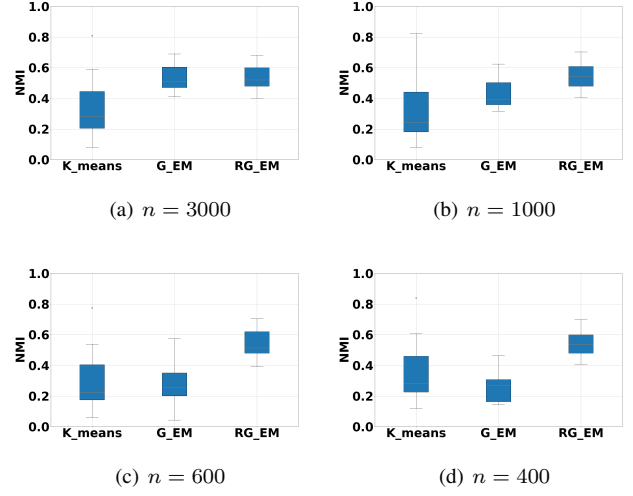 1.0 1.0
0.8 0.8
0.6 0.6
NMI NMI
0.4 0.4
0.2 0.2
0.0 0.0
K_means G_EM RG_EM K_means G_EM RG_EM
(a) n = 3000 (b) n = 1000
1.0 1.0
0.8 0.8
0.6 0.6
NMI NMI
0.4 0.4
0.2 0.2
0.0 0.0
K_means G_EM RG_EM K_means G_EM RG_EM
(c) n = 600 (d) n = 400